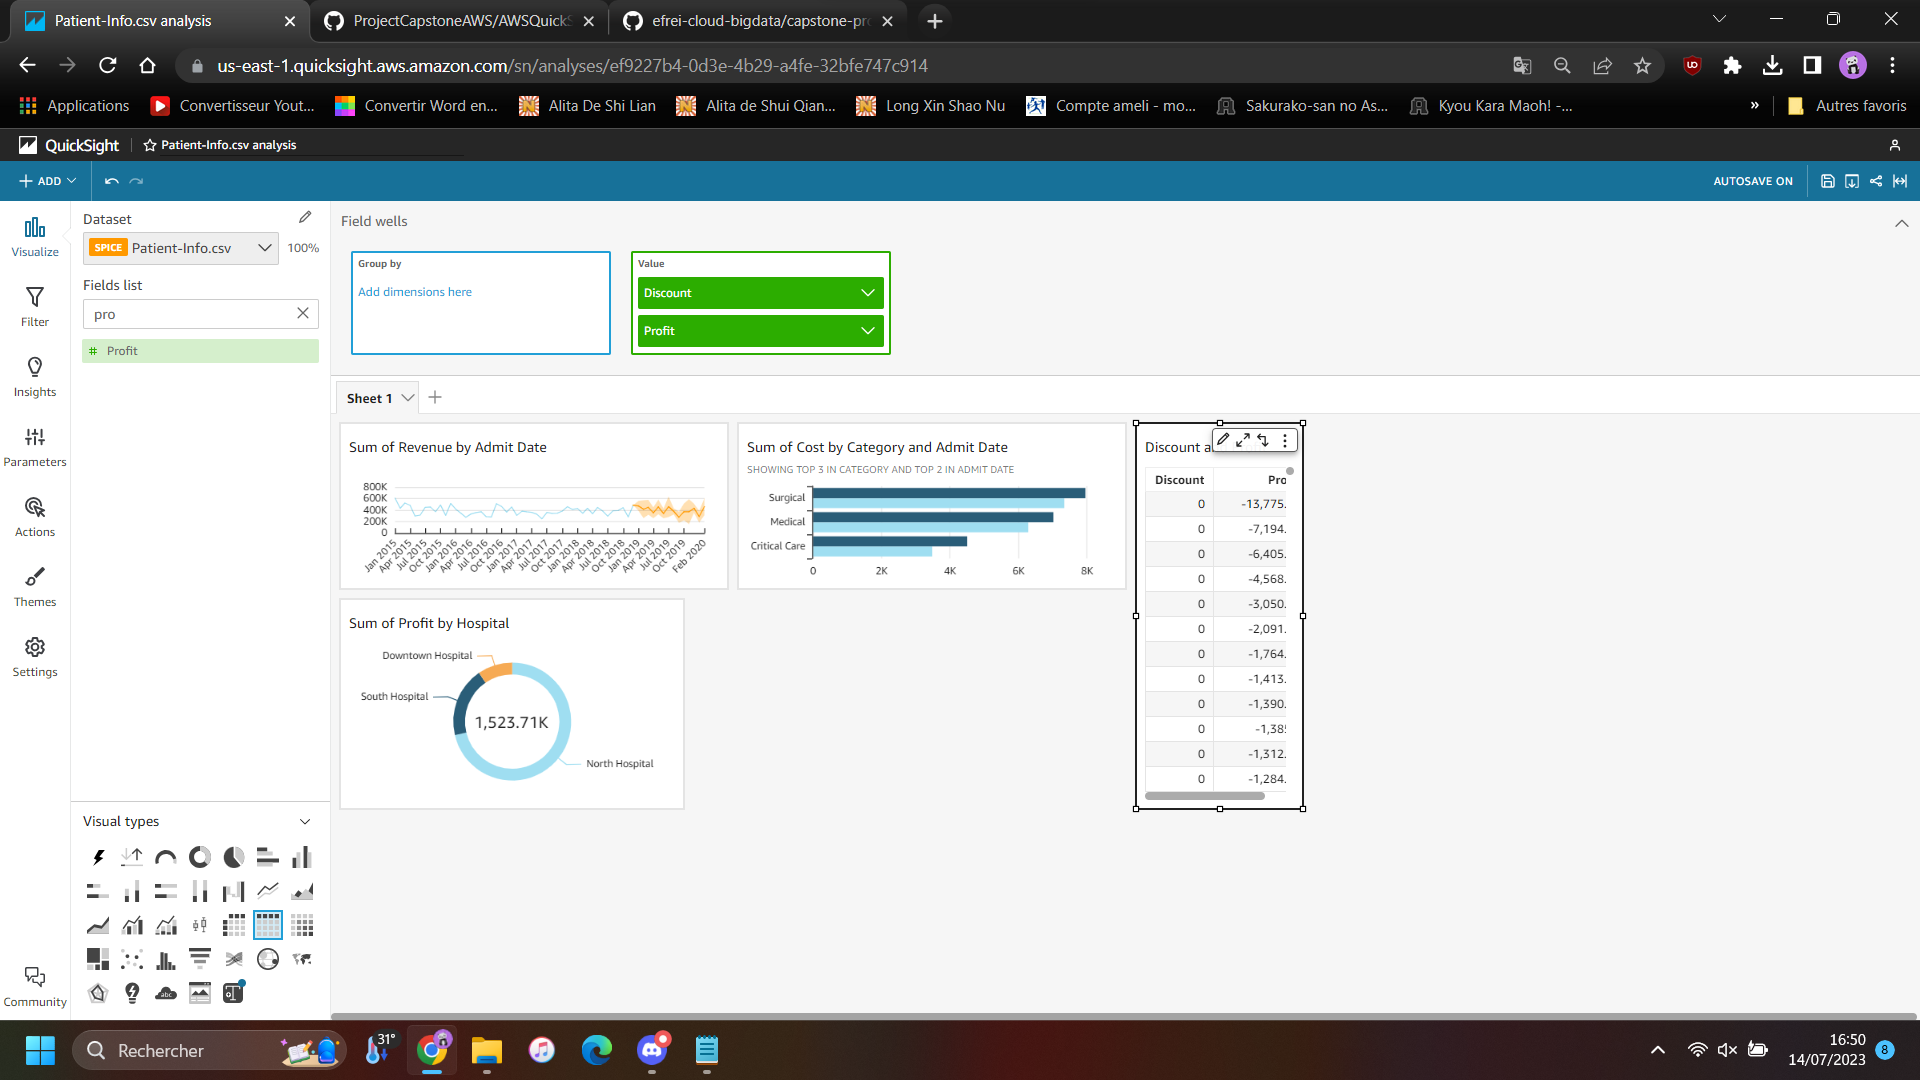 Patient-Info.csv analysis
ProjectCapstoneAWS/AWSQuickS
efrei-cloud-bigdata/capstone-pro
us-east-1.quicksight.aws.amazon.com/sn/analyses/ef9227b4-0d3e-4b29-a4fe-32bfe747c914
Applications
Convertisseur Yout...
Convertir Word en...
Alita De Shi Lian
Alita de Shui Qian...
Long Xin Shao Nu
Compte ameli - mo...
Sakurako-san no As...
Kyou Kara Maoh! -...
»
Autres favoris
QuickSight
Patient-Info.csv analysis
ADD
AUTOSAVE ON
Visualize
Filter
Insights
Parameters
Actions
Themes
Settings
Community
Dataset
SPICE Patient-Info.csv
100%
Fields list
pro
# Profit
Visual types
Field wells
Group by
Add dimensions here
Value
Discount
Profit
Sheet 1
Sum of Revenue by Admit Date
800K
600K
400K
200K
0
Jan 2015
Apr 2015
Jul 2015
Oct 2015
Jan 2016
Apr 2016
Jul 2016
Oct 2016
Jan 2017
Apr 2017
Jul 2017
Oct 2017
Jan 2018
Apr 2018
Jul 2018
Oct 2018
Jan 2019
Apr 2019
Jul 2019
Oct 2019
Feb 2020
Sum of Cost by Category and Admit Date
SHOWING TOP 3 IN CATEGORY AND TOP 2 IN ADMIT DATE
Surgical
Medical
Critical Care
0 2K 4K 6K 8K
Sum of Profit by Hospital
Downtown Hospital
South Hospital
1,523.71K
North Hospital
Discount a
Discount Pro
0 -13,775.
0 -7,194.
0 -6,405.
0 -4,568.
0 -3,050.
0 -2,091.
0 -1,764.
0 -1,413.
0 -1,390.
0 -1,38
0 -1,312.
0 -1,284.
abc
Rechercher
31°
16:50
14/07/2023
8